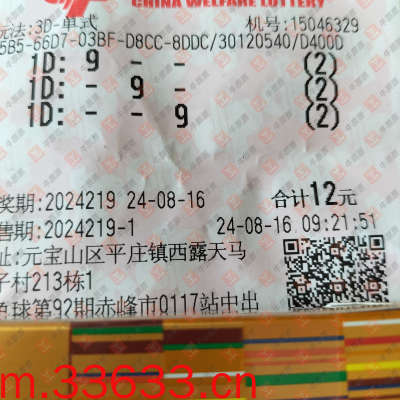 CHINA WELFARE LOTTERY
玩法:3D-单式 机号:15046329
5B5-66D7-03BF-D8CC-8DDC/30120540/D400D
1D: 9 - - (2)
1D: - 9 - (2)
1D: - - 9 (2)
奖期:2024219 24-08-16 合计12元
售期:2024219-1 24-08-16 09:21:51
址:元宝山区平庄镇西露天马
子村213栋1
色球第92期赤峰市0117站中出
m.33633.cn